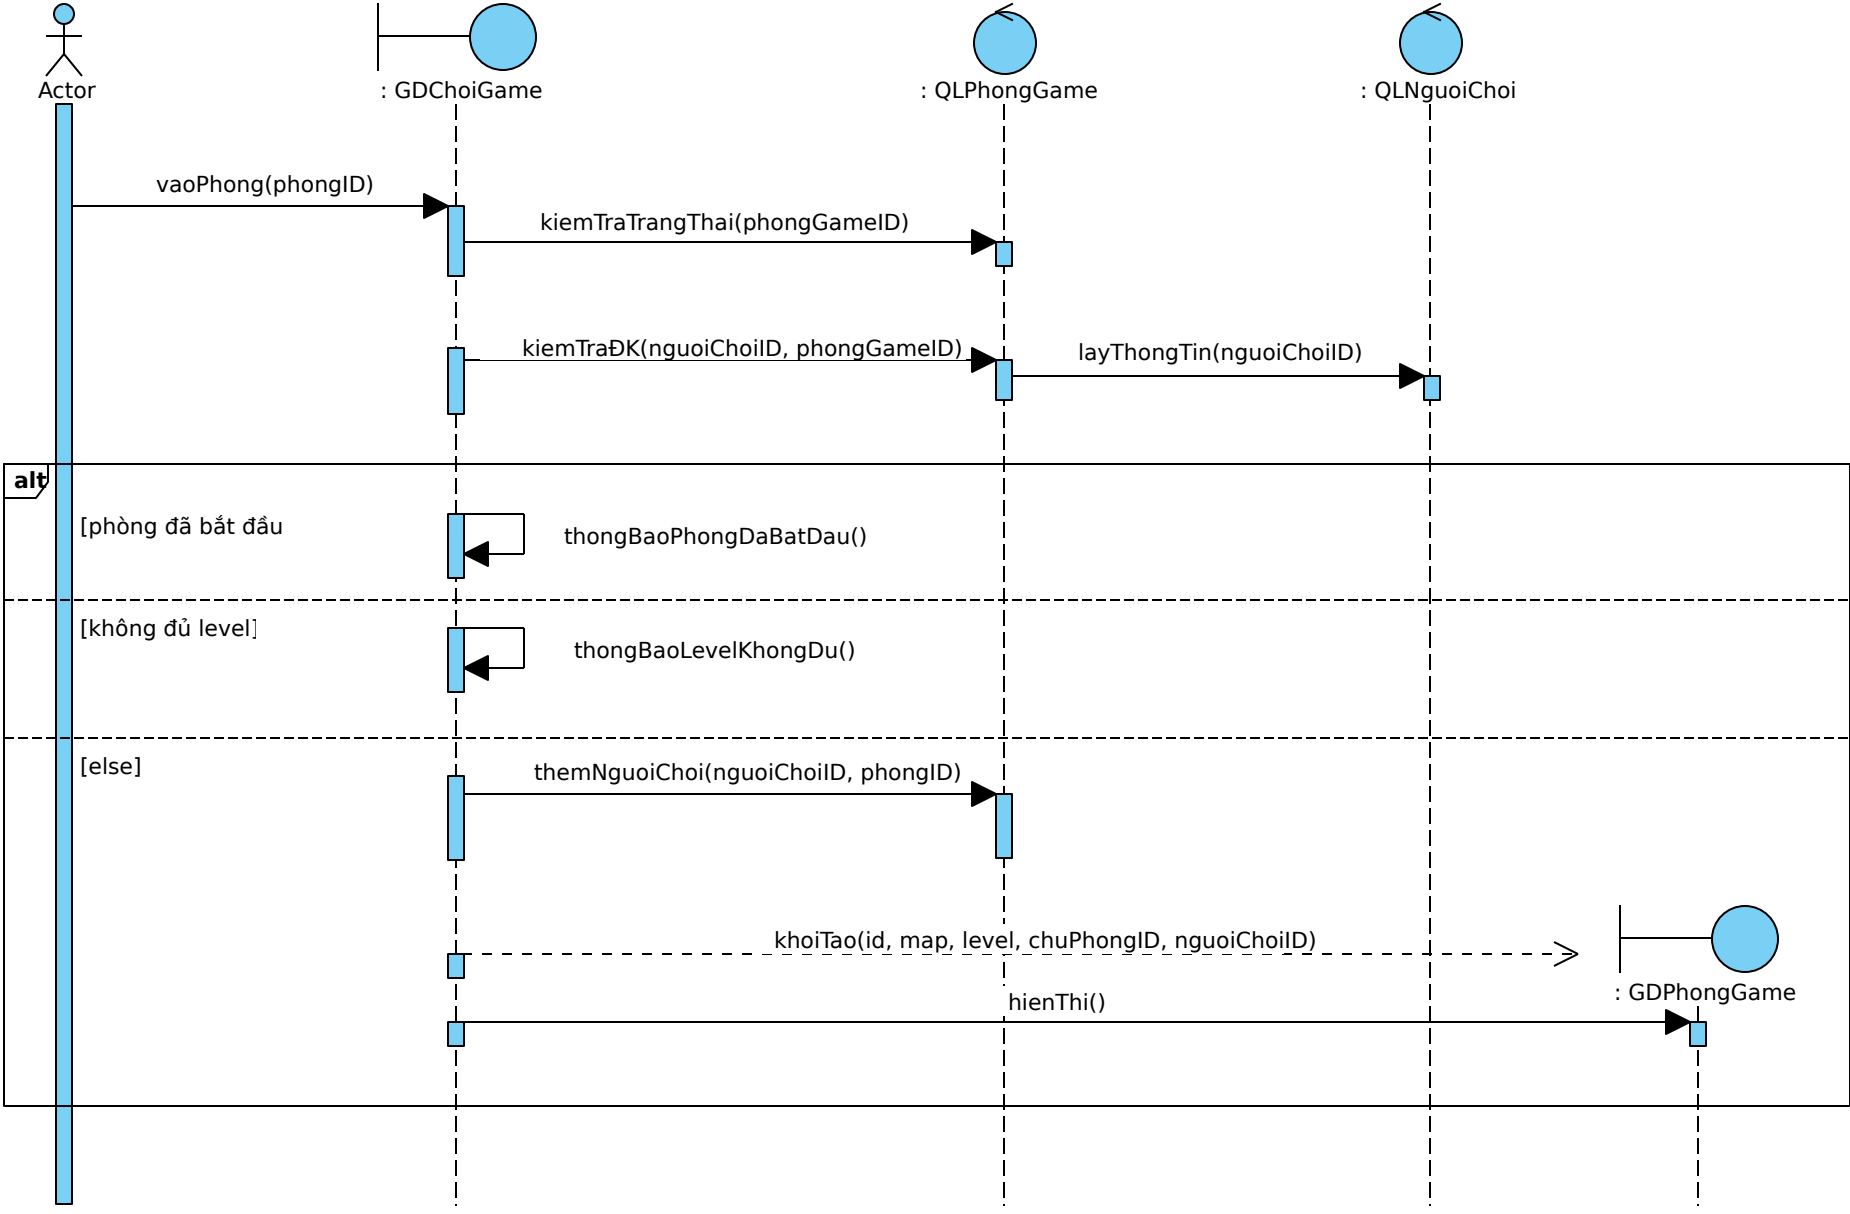 Actor
: GDChoiGame
: QLPhongGame
: QLNguoiChoi
vaoPhong(phongID)
kiemTraTrangThai(phongGameID)
kiemTraĐK(nguoiChoiID, phongGameID)
layThongTin(nguoiChoiID)
alt
[phòng đã bắt đầu
thongBaoPhongDaBatDau()
[không đủ level]
thongBaoLevelKhongDu()
[else]
themNguoiChoi(nguoiChoiID, phongID)
khoiTao(id, map, level, chuPhongID, nguoiChoiID)
: GDPhongGame
hienThi()